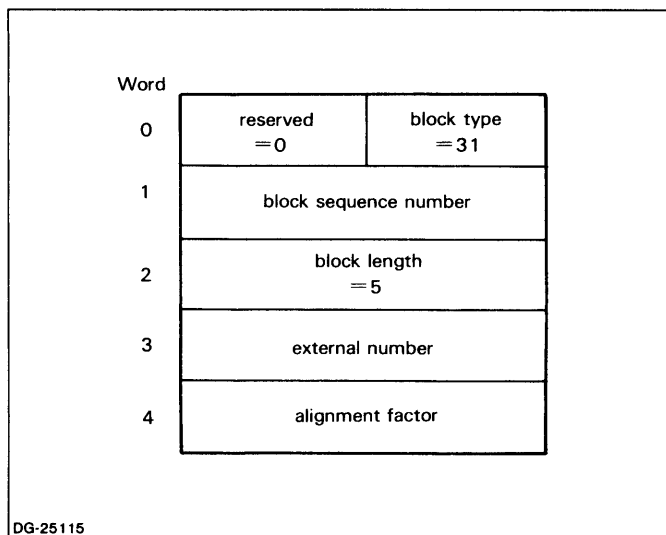 Word
0
reserved
=0
block type
=31
1
block sequence number
2
block length
=5
3
external number
4
alignment factor
DG-25115